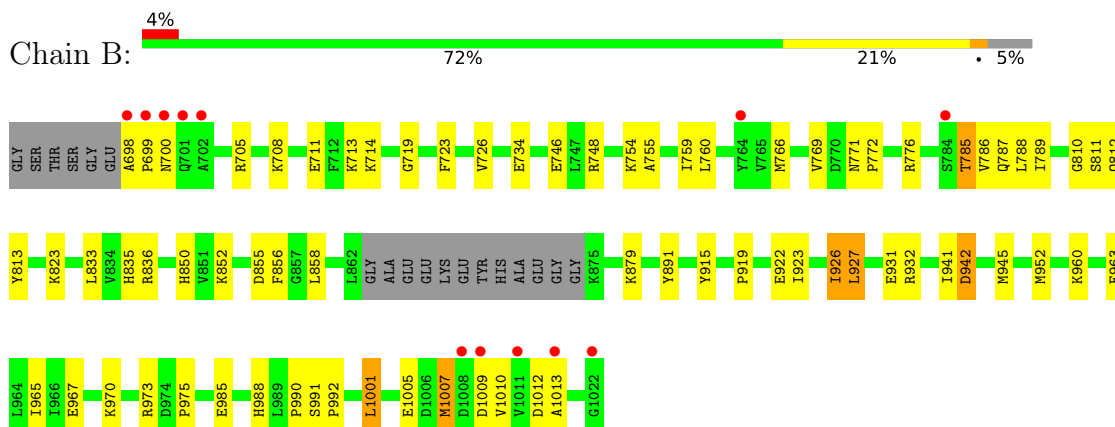 4%
Chain B:
72% 21% • 5%
GLY SER THR SER GLY GLU A698 P699 N700 Q701 A702 R705 K708 E711 F712 K713 K714 G719 F723 V726 E734 E746 L747 R748 K754 A755 I759 L760 Y764 V765 M766 V769 D770 N771 P772 R776 S784 T785 V786 Q787 L788 I789 G810 S811
Y813 K823 L833 V834 H835 R836 H850 V851 K852 D855 F856 G857 L858 L862 GLY ALA GLU GLU LYS GLU TYR HIS ALA GLU GLY GLY K875 K879 Y891 Y915 P919 E922 I923 I926 L927 E931 R932 I941 D942 M945 M952 K960
L964 I965 I966 E967 K970 R973 D974 P975 E985 H988 L989 P990 S991 P992 L1001 E1005 D1006 M1007 D1008 D1009 V1010 V1011 D1012 A1013 G1022